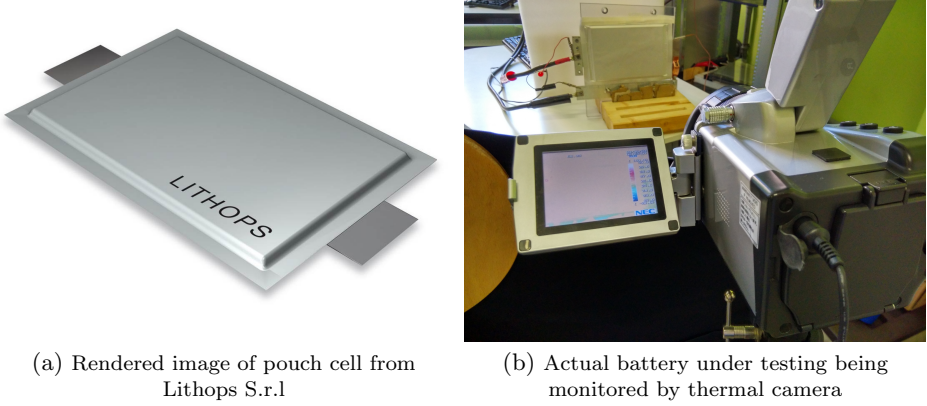 LITHOPS
NEC
(a) Rendered image of pouch cell from
Lithops S.r.l
(b) Actual battery under testing being
monitored by thermal camera